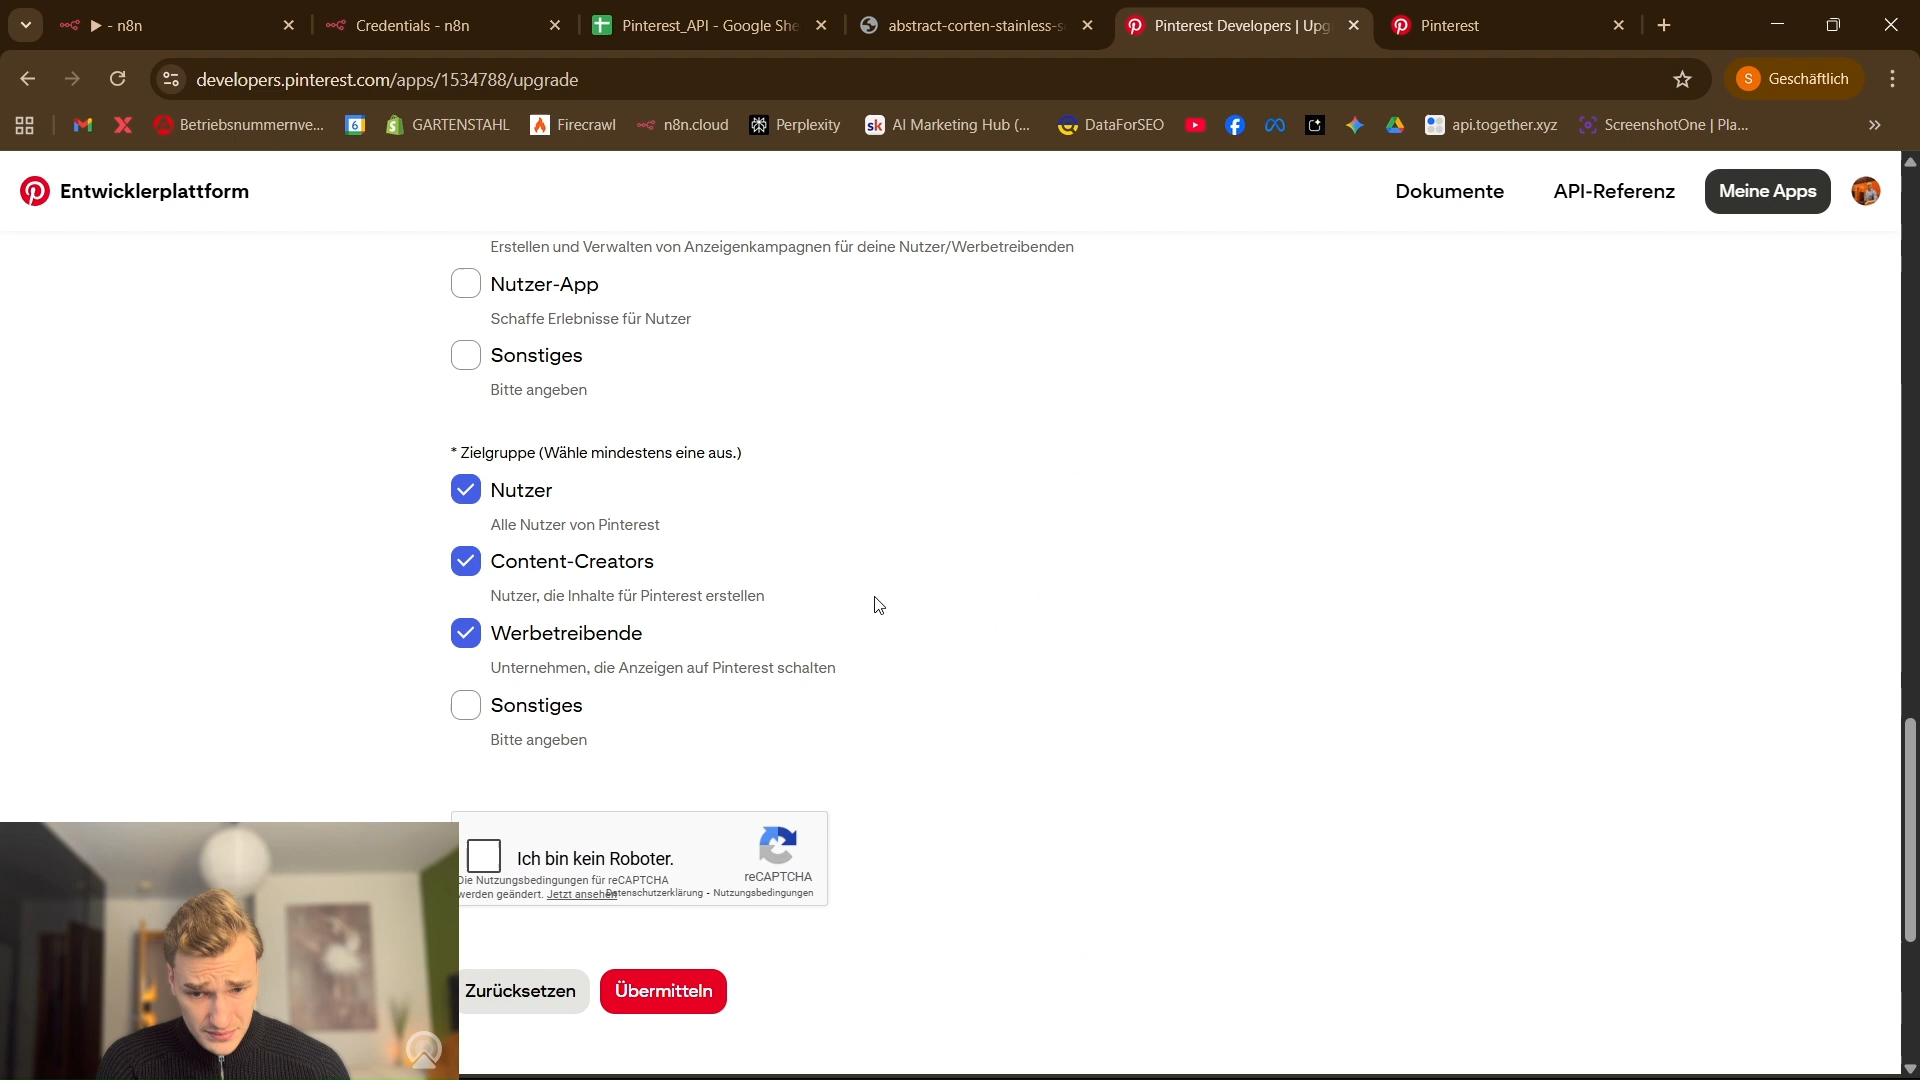 ▶ - n8n
Credentials - n8n
Pinterest_API - Google She
abstract-corten-stainless-s
Pinterest Developers | Upg
Pinterest
developers.pinterest.com/apps/1534788/upgrade
S Geschäftlich
Betriebsnummernve...
6
GARTENSTAHL
Firecrawl
n8n.cloud
Perplexity
sk AI Marketing Hub (...
DataForSEO
api.together.xyz
ScreenshotOne | Pla...
Entwicklerplattform
Dokumente
API-Referenz
Meine Apps
Erstellen und Verwalten von Anzeigenkampagnen für deine Nutzer/Werbetreibenden
Nutzer-App
Schaffe Erlebnisse für Nutzer
Sonstiges
Bitte angeben
* Zielgruppe (Wähle mindestens eine aus.)
Nutzer
Alle Nutzer von Pinterest
Content-Creators
Nutzer, die Inhalte für Pinterest erstellen
Werbetreibende
Unternehmen, die Anzeigen auf Pinterest schalten
Sonstiges
Bitte angeben
Ich bin kein Roboter.
reCAPTCHA
Die Nutzungsbedingungen für reCAPTCHA
werden geändert. Jetzt ansehen
Datenschutzerklärung - Nutzungsbedingungen
Zurücksetzen
Übermitteln